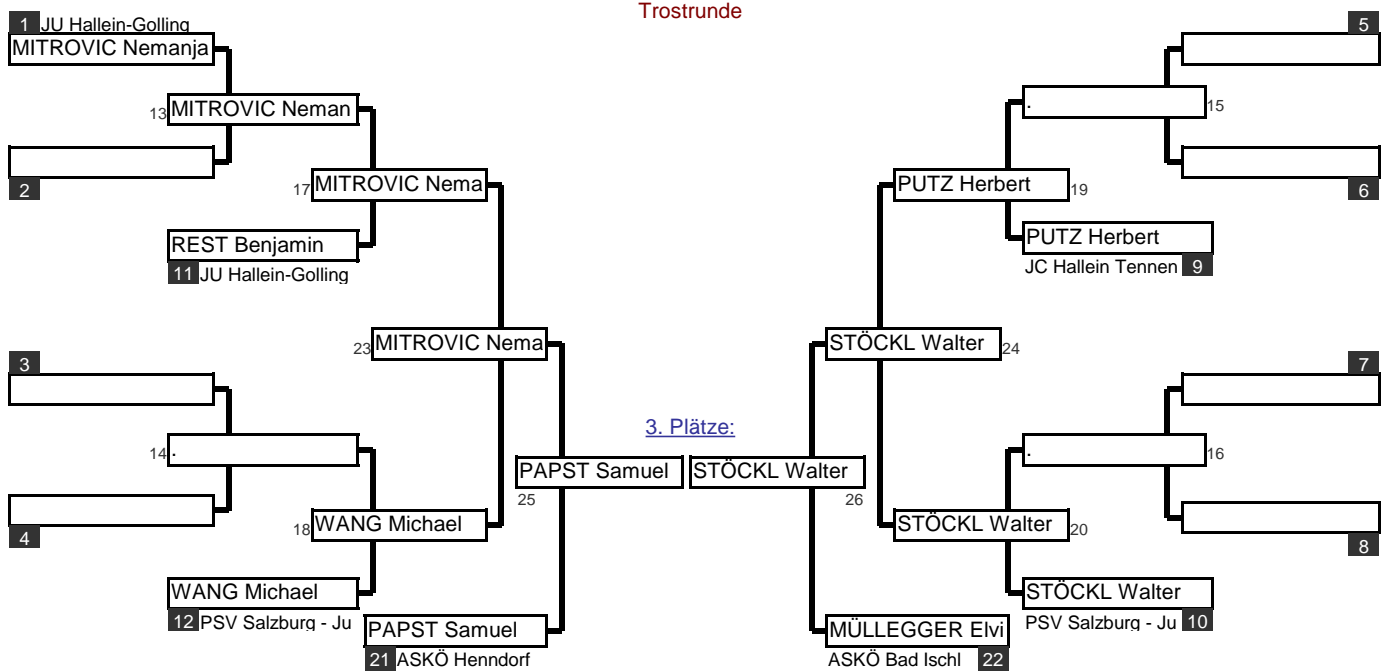 Trostrunde
1 JU Hallein-Golling
5
MITROVIC Nemanja
13 MITROVIC Neman
. 15
2
6
17 MITROVIC Nema
PUTZ Herbert 19
REST Benjamin
PUTZ Herbert
11 JU Hallein-Golling
JC Hallein Tennen 9
23 MITROVIC Nema
STÖCKL Walter 24
3
7
3. Plätze:
14 .
. 16
PAPST Samuel
STÖCKL Walter
25
26
4
8
18 WANG Michael
STÖCKL Walter 20
WANG Michael
STÖCKL Walter
12 PSV Salzburg - Ju
PSV Salzburg - Ju 10
PAPST Samuel
MÜLLEGGER Elvi
21 ASKÖ Henndorf
ASKÖ Bad Ischl 22